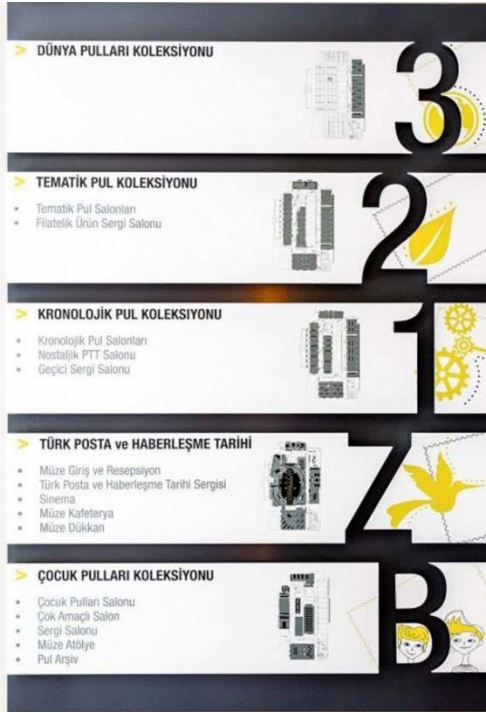 > DÜNYA PULLARI KOLEKSİYONU
3
> TEMATİK PUL KOLEKSİYONU
• Tematik Pul Salonları
• Filatelik Ürün Sergi Salonu
2
> KRONOLOJİK PUL KOLEKSIYONU
• Kronolojik Pul Salonları
• Nostaljik PTT Salonu
• Geçici Sergi Salonu
1
> TÜRK POSTA ve HABERLEŞME TARİHİ
• Müze Giriş ve Resepsiyon
• Türk Posta ve Haberleşme Tarihi Sergisi
• Sinema
• Müze Kafeterya
• Müze Dükkan
Z
> ÇOCUK PULLARI KOLEKSİYONU
• Çocuk Pulları Salonu
• Çok Amaçlı Salon
• Sergi Salonu
• Müze Atölye
• Pul Arşiv
B